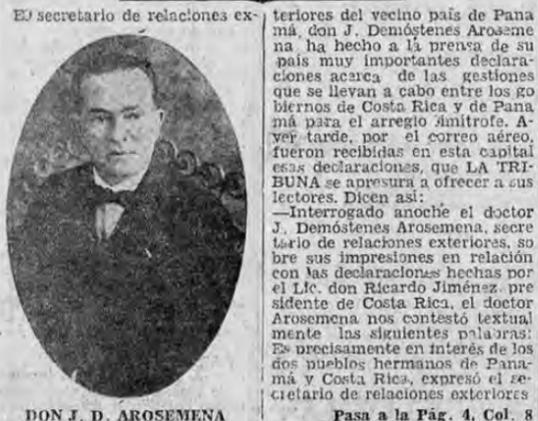 El secretario de relaciones ex-
DON J. D. AROSEMENA
teriores del vecino país de Pana
má, don J. Demóstenes Aroseme
na, ha hecho a la prensa de su
país muy importantes declara-
ciones acerca de las gestiones
que se llevan a cabo entre los go
biernos de Costa Rica y de Pana
má para el arreglo limítrofe. A-
yer tarde, por el correo aéreo,
fueron recibidas en esta capital
esas declaraciones, que LA TRI-
BUNA se apresura a ofrecer a sus
lectores. Dicen así:
—Interrogado anoche el doctor
J. Demóstenes Arosemena, secre
tario de relaciones exteriores, so
bre sus impresiones en relación
con las declaraciones hechas por
el Lic. don Ricardo Jiménez, pre
sidente de Costa Rica, el doctor
Arosemena nos contestó textual
mente las siguientes palabras:
Es precisamente en interés de los
dos pueblos hermanos de Pana-
má y Costa Rica, expresó el se-
cretario de relaciones exteriores
Pasa a la Pág. 4, Col. 8